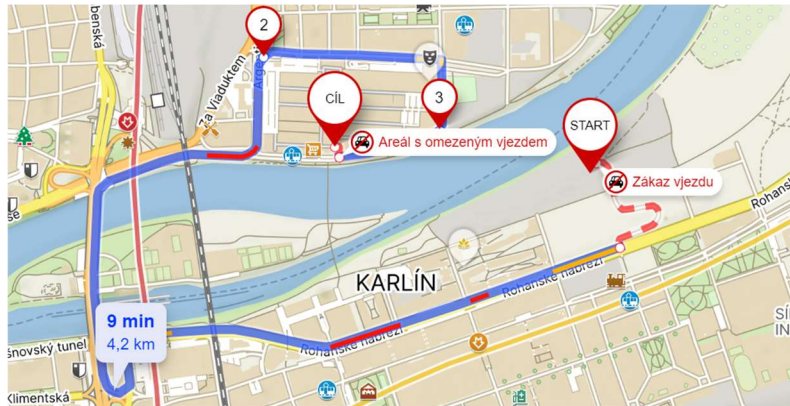 2
Za Viaduktem
CÍL
3
Areál s omezeným vjezdem
START
Zákaz vjezdu
KARLÍN
Rohanské nábřeží
Rohanské nábřeží
9 min
4,2 km
šnovský tunel
Klimentská
benská
Rohans